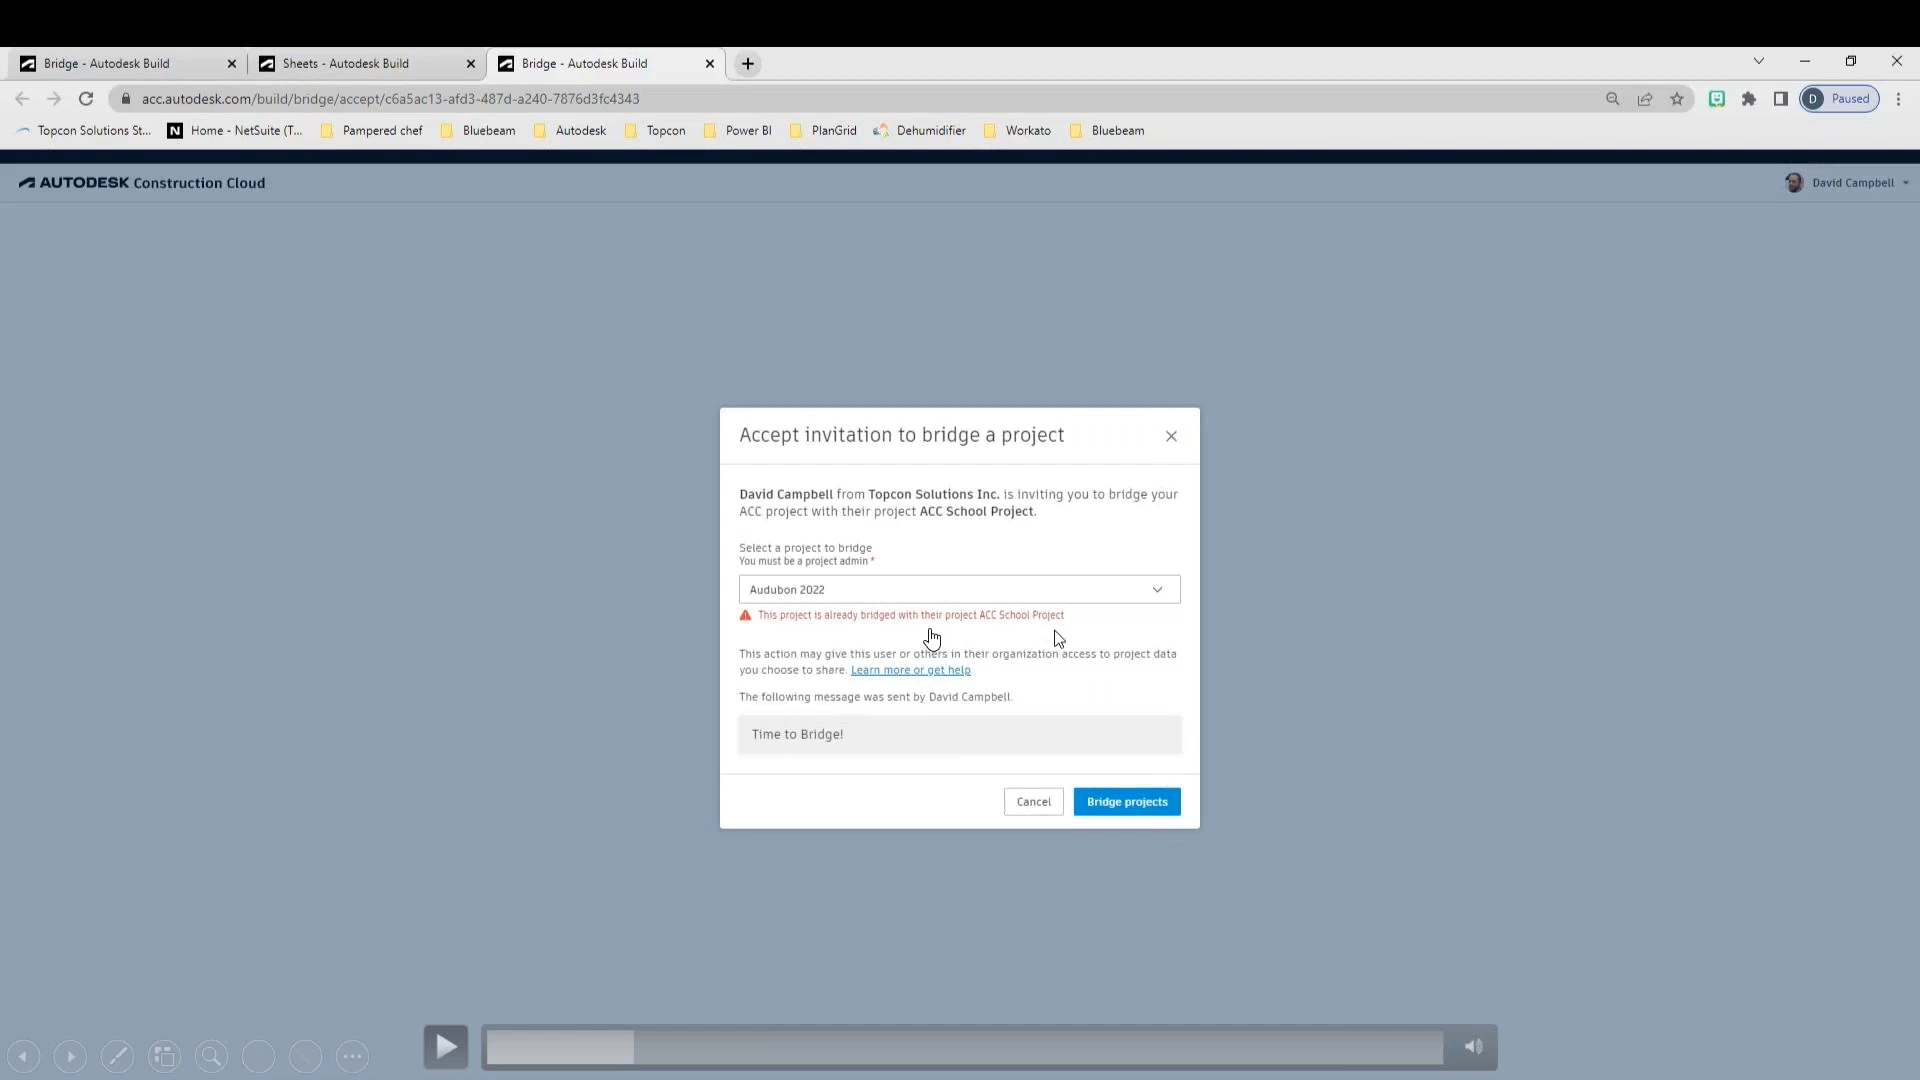 Bridge - Autodesk Build
Sheets - Autodesk Build
Bridge - Autodesk Build
acc.autodesk.com/build/bridge/accept/c6a5ac13-afd3-487d-a240-7876d3fc4343
D Paused
Topcon Solutions St...
N Home - NetSuite (T...
Pampered chef
Bluebeam
Autodesk
Topcon
Power BI
PlanGrid
Dehumidifier
Workato
Bluebeam
AUTODESK Construction Cloud
David Campbell
Accept invitation to bridge a project
David Campbell from Topcon Solutions Inc. is inviting you to bridge your
ACC project with their project ACC School Project.
Select a project to bridge
You must be a project admin *
Audubon 2022
This project is already bridged with their project ACC School Project
This action may give this user or others in their organization access to project data
you choose to share. Learn more or get help
The following message was sent by David Campbell.
Time to Bridge!
Cancel
Bridge projects